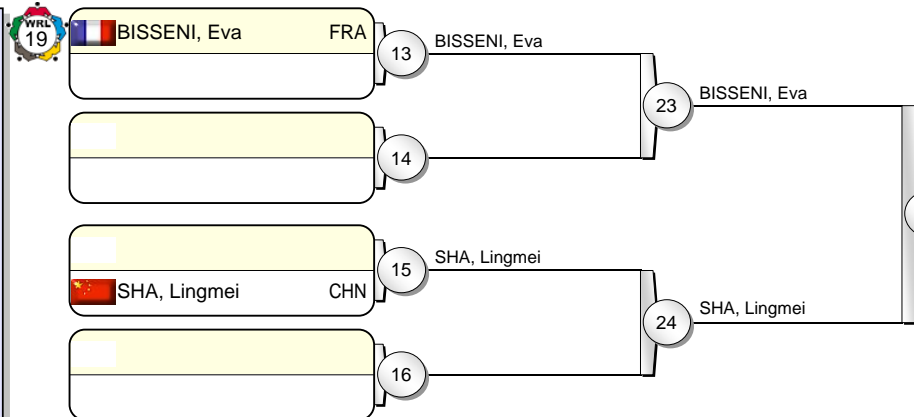 WRL
19
BISSENI, Eva FRA
13
BISSENI, Eva
23
BISSENI, Eva
14
15
SHA, Lingmei
SHA, Lingmei CHN
24
SHA, Lingmei
16